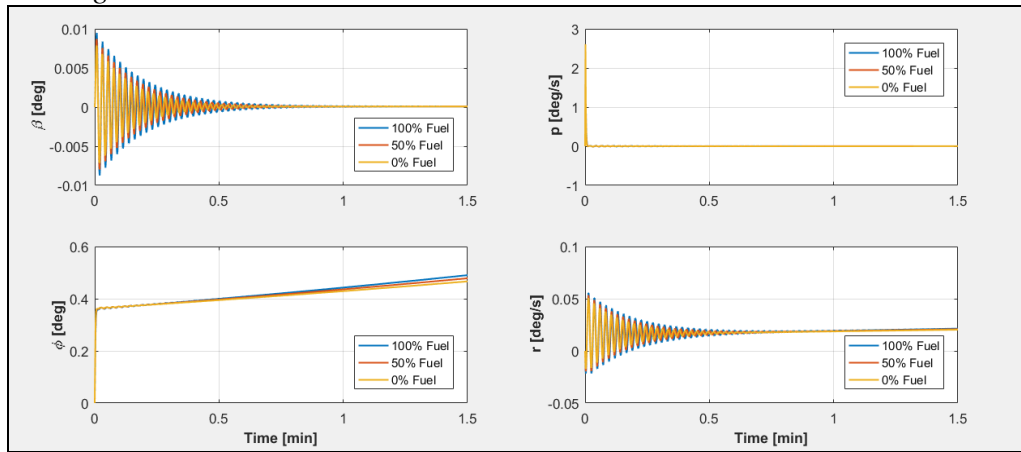 0.01
0.005
0
-0.005
-0.01
β [deg]
0
0.5
1
1.5
100% Fuel
50% Fuel
0% Fuel
3
2
1
0
-1
p [deg/s]
0
0.5
1
1.5
100% Fuel
50% Fuel
0% Fuel
0.6
0.4
0.2
0
ϕ [deg]
0
0.5
1
1.5
Time [min]
100% Fuel
50% Fuel
0% Fuel
0.1
0.05
0
-0.05
r [deg/s]
0
0.5
1
1.5
Time [min]
100% Fuel
50% Fuel
0% Fuel